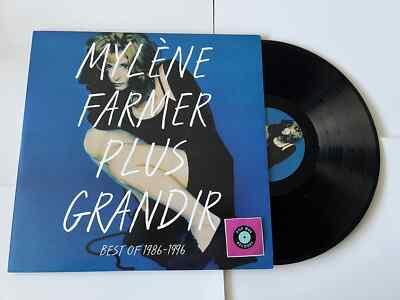 MYLÈNE
FARMER
PLUS
GRANDIR
BEST OF 1986-1996